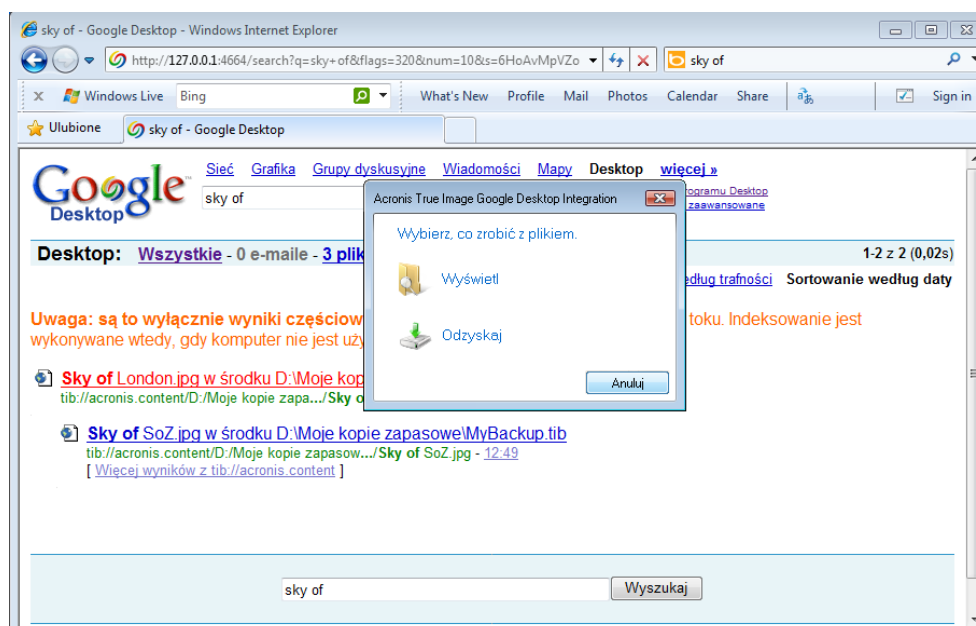 sky of - Google Desktop - Windows Internet Explorer
http://127.0.0.1:4664/search?q=sky+of&flags=320&num=10&s=6HoAvMpVZo
sky of
x Windows Live Bing What's New Profile Mail Photos Calendar Share Sign in
Ulubione sky of - Google Desktop
Google Desktop
Sieć Grafika Grupy dyskusyjne Wiadomości Mapy Desktop więcej »
sky of
zaawansowane
Desktop: Wszystkie - 0 e-maile - 3 plik
1-2 z 2 (0,02s)
trafności Sortowanie według daty
Uwaga: są to wyłącznie wyniki częściow
toku. Indeksowanie jest
wykonywane wtedy, gdy komputer nie jest uży
Sky of London.jpg w środku D:\Moje kop
tib://acronis.content/D:/Moje kopie zapa.../Sky o
Sky of SoZ.jpg w środku D:\Moje kopie zapasowe\MyBackup.tib
tib://acronis.content/D:/Moje kopie zapasow.../Sky of SoZ.jpg - 12:49
[ Więcej wyników z tib://acronis.content ]
Acronis True Image Google Desktop Integration
Wybierz, co zrobić z plikiem.
Wyświetl
Odzyskaj
Anuluj
sky of
Wyszukaj